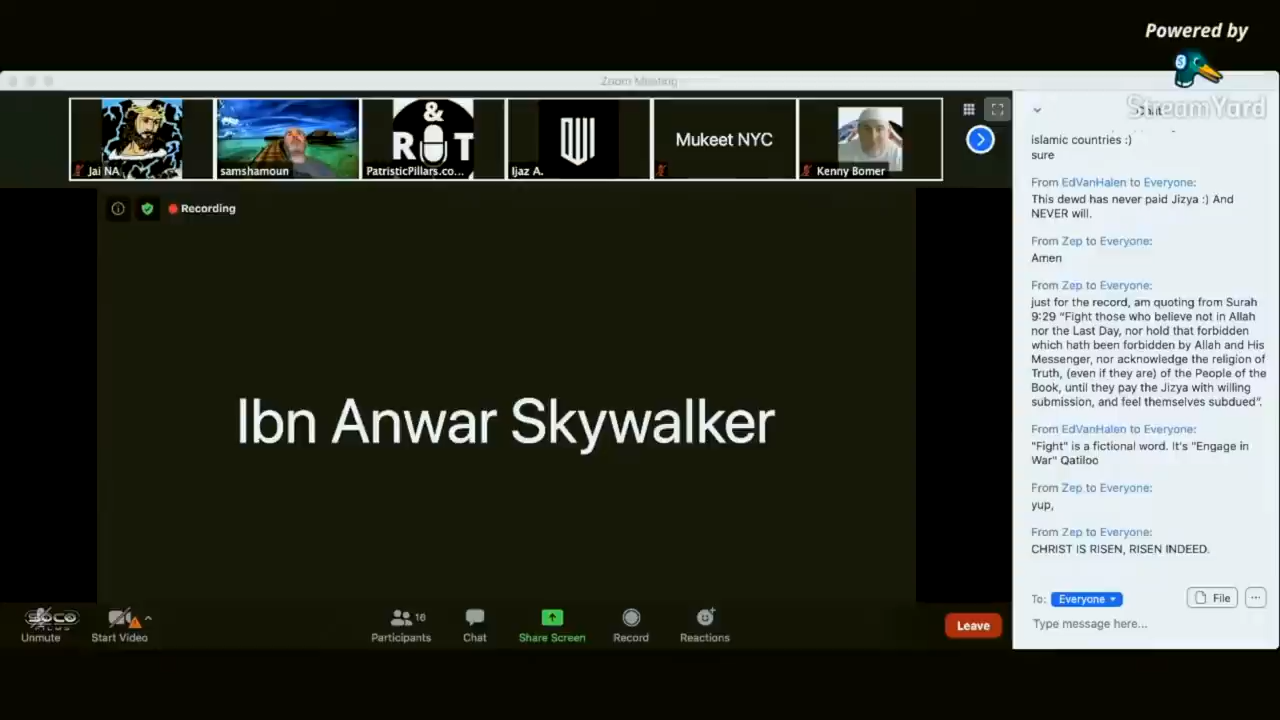 Powered by
StreamYard
Zoom Meeting
&
R T
Jai NA
samshamoun
PatristicPillars.co...
Ijaz A.
Mukeet NYC
Kenny Bomer
Recording
Ibn Anwar Skywalker
islamic countries :)
sure
From EdVanHalen to Everyone:
This dewd has never paid Jizya :) And
NEVER will.
From Zep to Everyone:
Amen
From Zep to Everyone:
just for the record, am quoting from Surah
9:29 "Fight those who believe not in Allah
nor the Last Day, nor hold that forbidden
which hath been forbidden by Allah and His
Messenger, nor acknowledge the religion of
Truth, (even if they are) of the People of the
Book, until they pay the Jizya with willing
submission, and feel themselves subdued".
From EdVanHalen to Everyone:
"Fight" is a fictional word. It's "Engage in
War" Qatiloo
From Zep to Everyone:
yup,
From Zep to Everyone:
CHRIST IS RISEN, RISEN INDEED.
To: Everyone
File
Type message here...
SOCO
FILMS
Unmute
Start Video
16
Participants
Chat
Share Screen
Record
Reactions
Leave